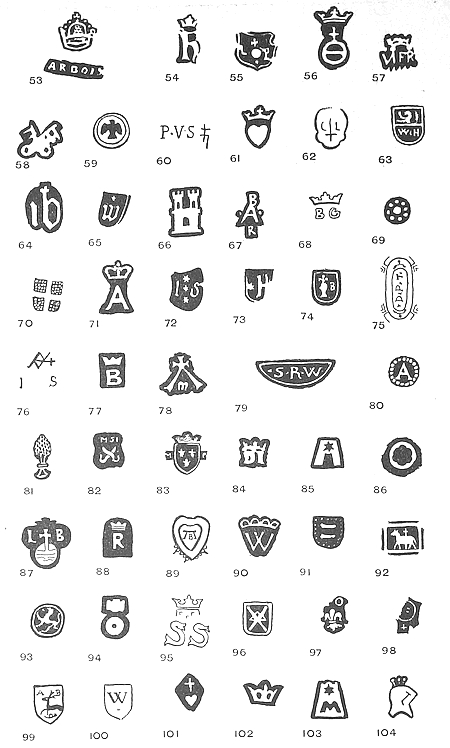 ARBOIS
53 54 55 56 57
P.V.S
W H
58 59 60 61 62 63
B
A
R
B G
64 65 66 67 68 69
A
I S
I B
70 71 72 73 74 75
I S
B
M
·S·R·W·
A
76 77 78 79 80
81 82 83 84 85 86
I B
R
W
87 88 89 90 91 92
SS
93 94 95 96 97 98
A B
W
M
99 100 101 102 103 104